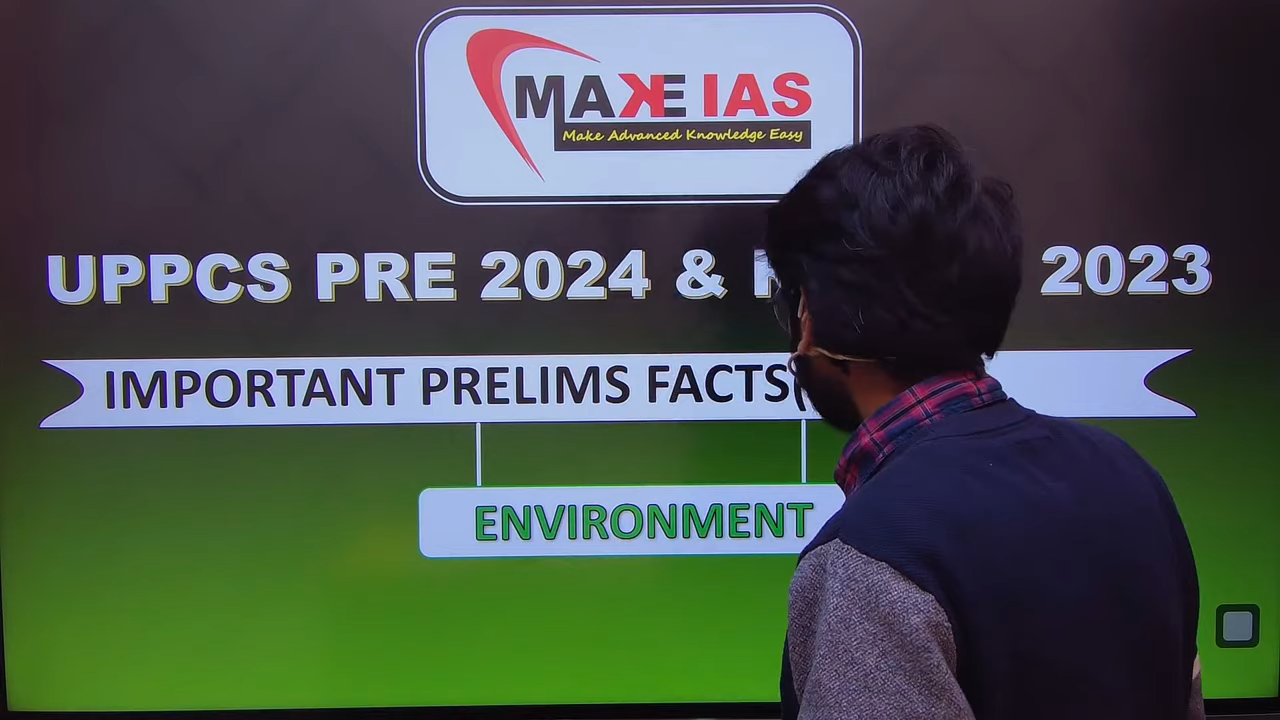 MAKE IAS
Make Advanced Knowledge Easy
UPPCS PRE 2024 & 2023
IMPORTANT PRELIMS FACTS(
ENVIRONMENT